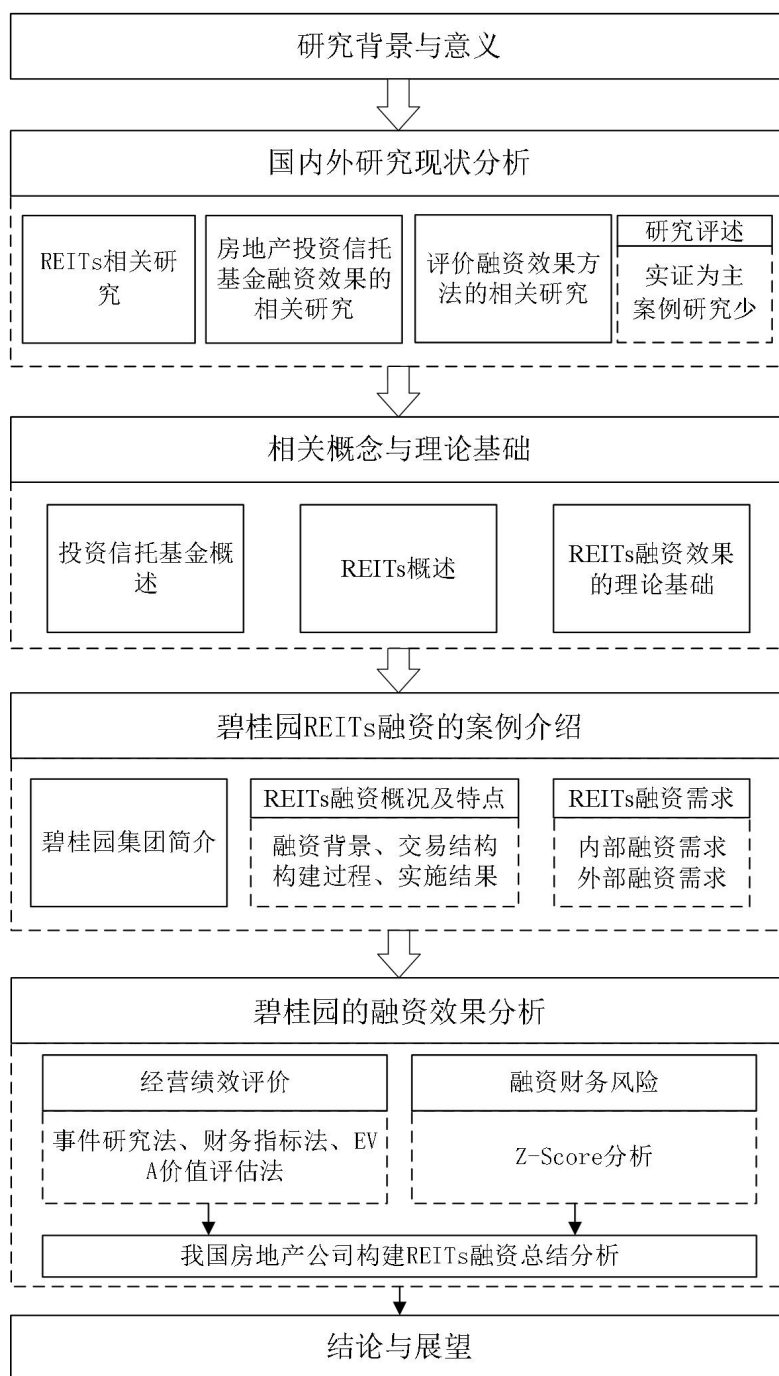 研究背景与意义
国内外研究现状分析
REITs相关研
究
房地产投资信托
基金融资效果的
相关研究
评价融资效果方
法的相关研究
研究评述
实证为主
案例研究少
相关概念与理论基础
投资信托基金概
述
REITs概述
REITs融资效果
的理论基础
碧桂园REITs融资的案例介绍
碧桂园集团简介
REITs融资概况及特点
融资背景、交易结构
构建过程、实施结果
REITs融资需求
内部融资需求
外部融资需求
碧桂园的融资效果分析
经营绩效评价
事件研究法、财务指标法、EV
A价值评估法
融资财务风险
Z-Score分析
我国房地产公司构建REITs融资总结分析
结论与展望